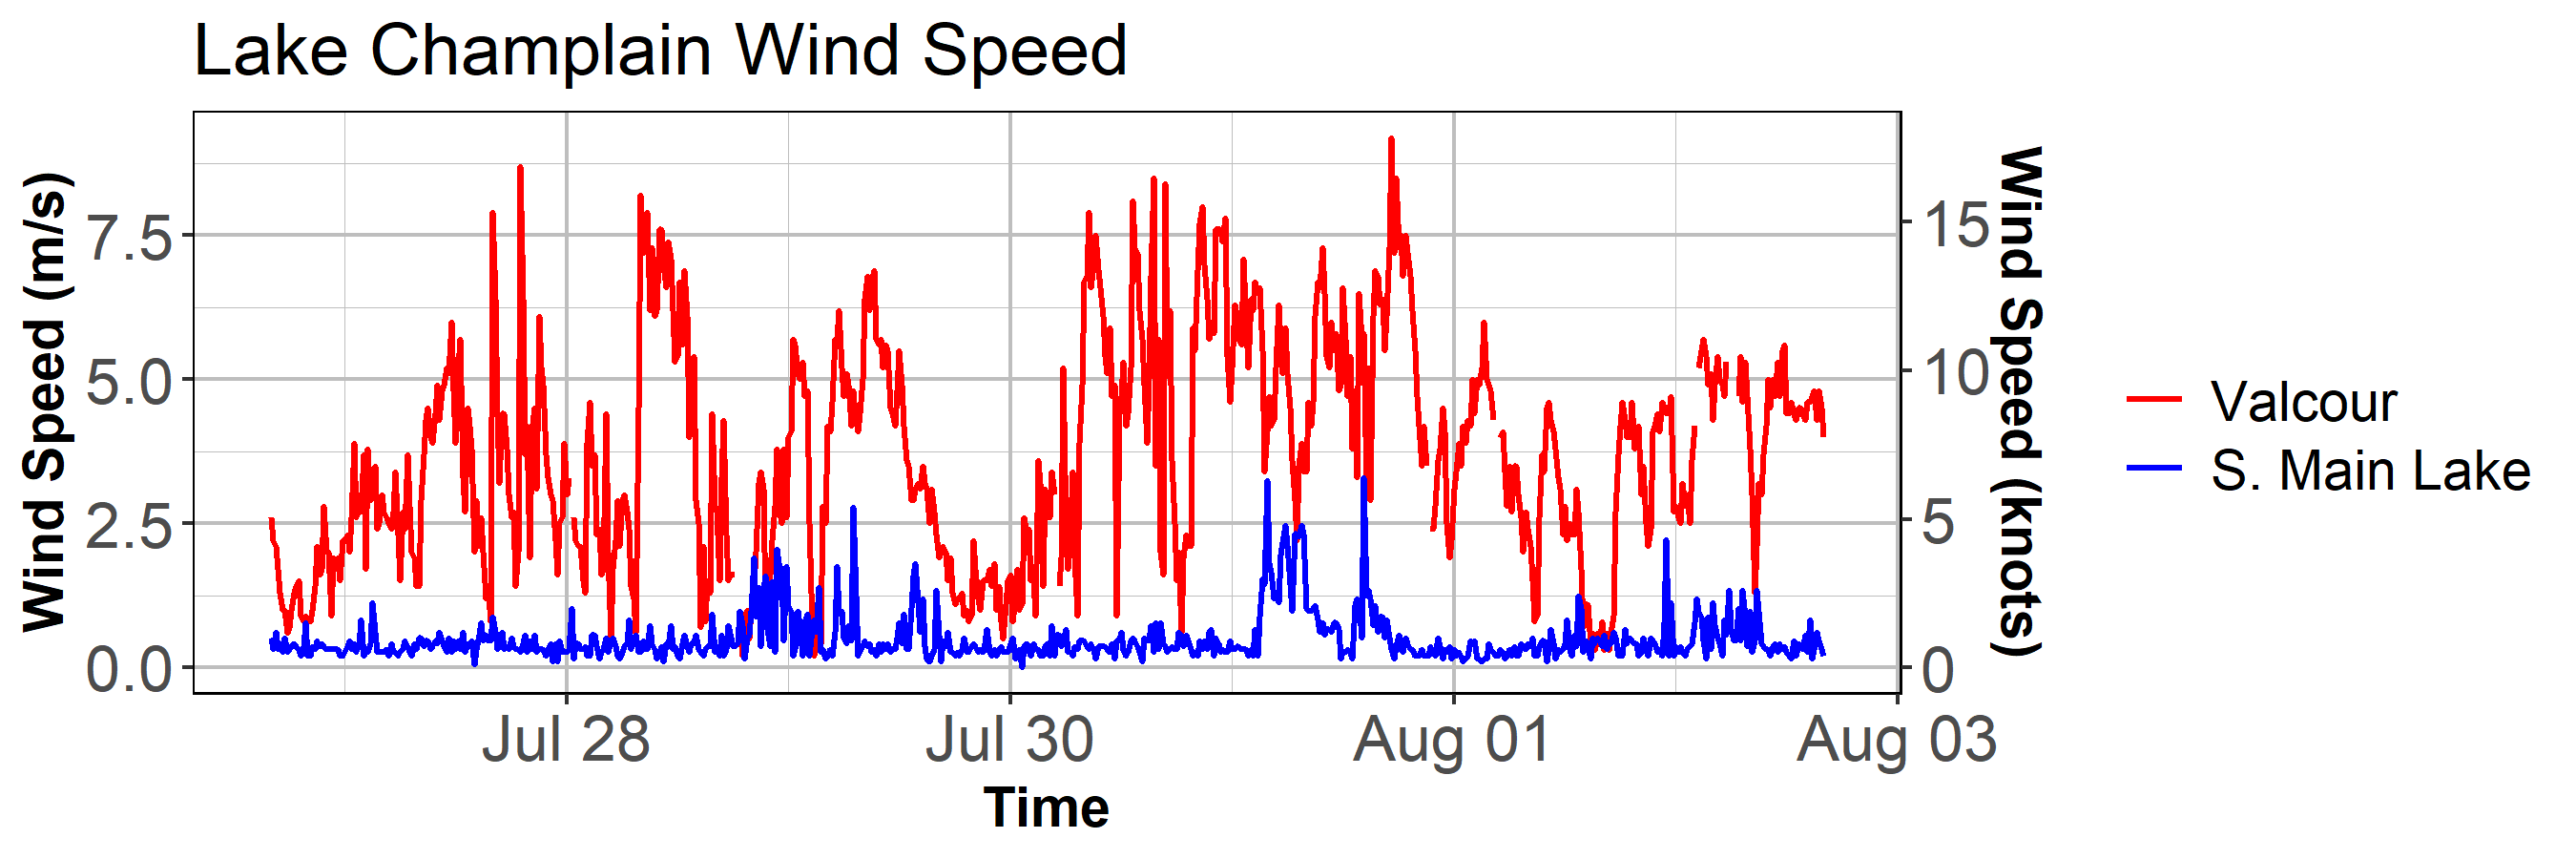 Lake Champlain Wind Speed
Wind Speed (m/s)
7.5
5.0
2.5
0.0
15
10
5
0
Wind Speed (knots)
Jul 28
Jul 30
Aug 01
Aug 03
Time
Valcour
S. Main Lake